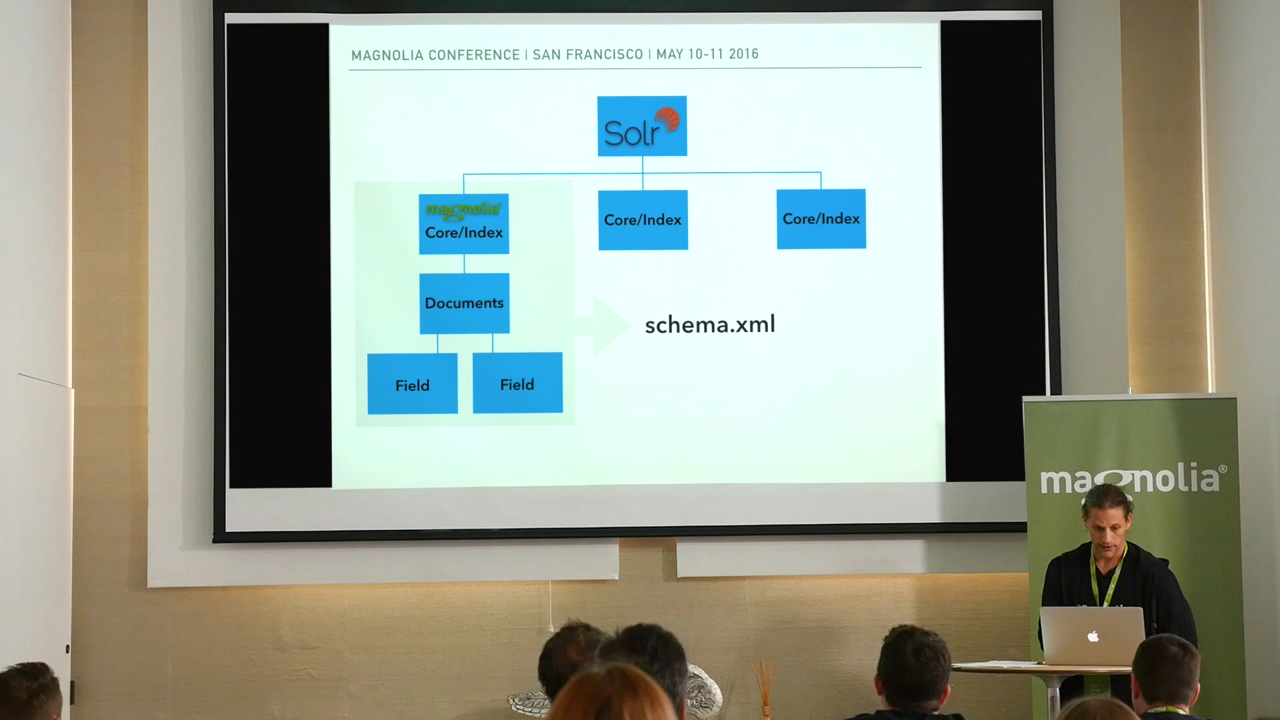 MAGNOLIA CONFERENCE | SAN FRANCISCO | MAY 10-11 2016
Solr
magnolia
Core/Index
Core/Index
Core/Index
Documents
schema.xml
Field
Field
magnolia®